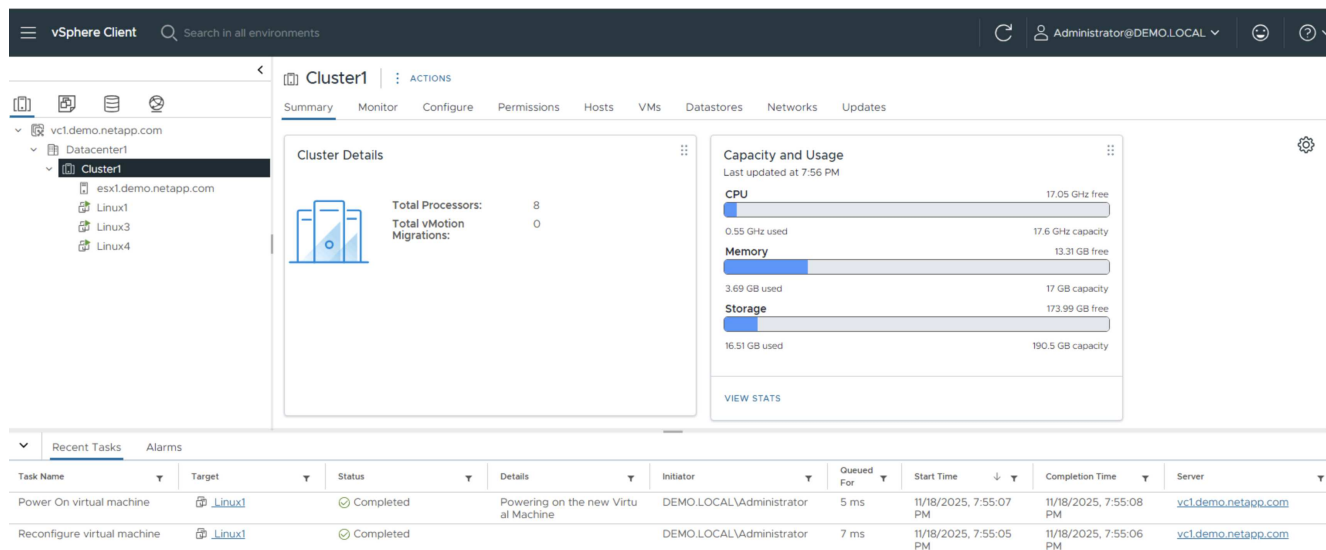 vSphere Client
Search in all environments
Administrator@DEMO.LOCAL
Cluster1
ACTIONS
Summary Monitor Configure Permissions Hosts VMs Datastores Networks Updates
vc1.demo.netapp.com
Datacenter1
Cluster1
esx1.demo.netapp.com
Linux1
Linux3
Linux4
Cluster Details
Total Processors: 8
Total vMotion Migrations: 0
Capacity and Usage
Last updated at 7:56 PM
CPU 17.05 GHz free
0.55 GHz used 17.6 GHz capacity
Memory 13.31 GB free
3.69 GB used 17 GB capacity
Storage 173.99 GB free
16.51 GB used 190.5 GB capacity
VIEW STATS
Recent Tasks Alarms
Task Name Target Status Details Initiator Queued For Start Time Completion Time Server
Power On virtual machine Linux1 Completed Powering on the new Virtu
al Machine DEMO.LOCAL\Administrator 5 ms 11/18/2025, 7:55:07 PM 11/18/2025, 7:55:08 PM vc1.demo.netapp.com
Reconfigure virtual machine Linux1 Completed DEMO.LOCAL\Administrator 7 ms 11/18/2025, 7:55:05 PM 11/18/2025, 7:55:06 PM vc1.demo.netapp.com